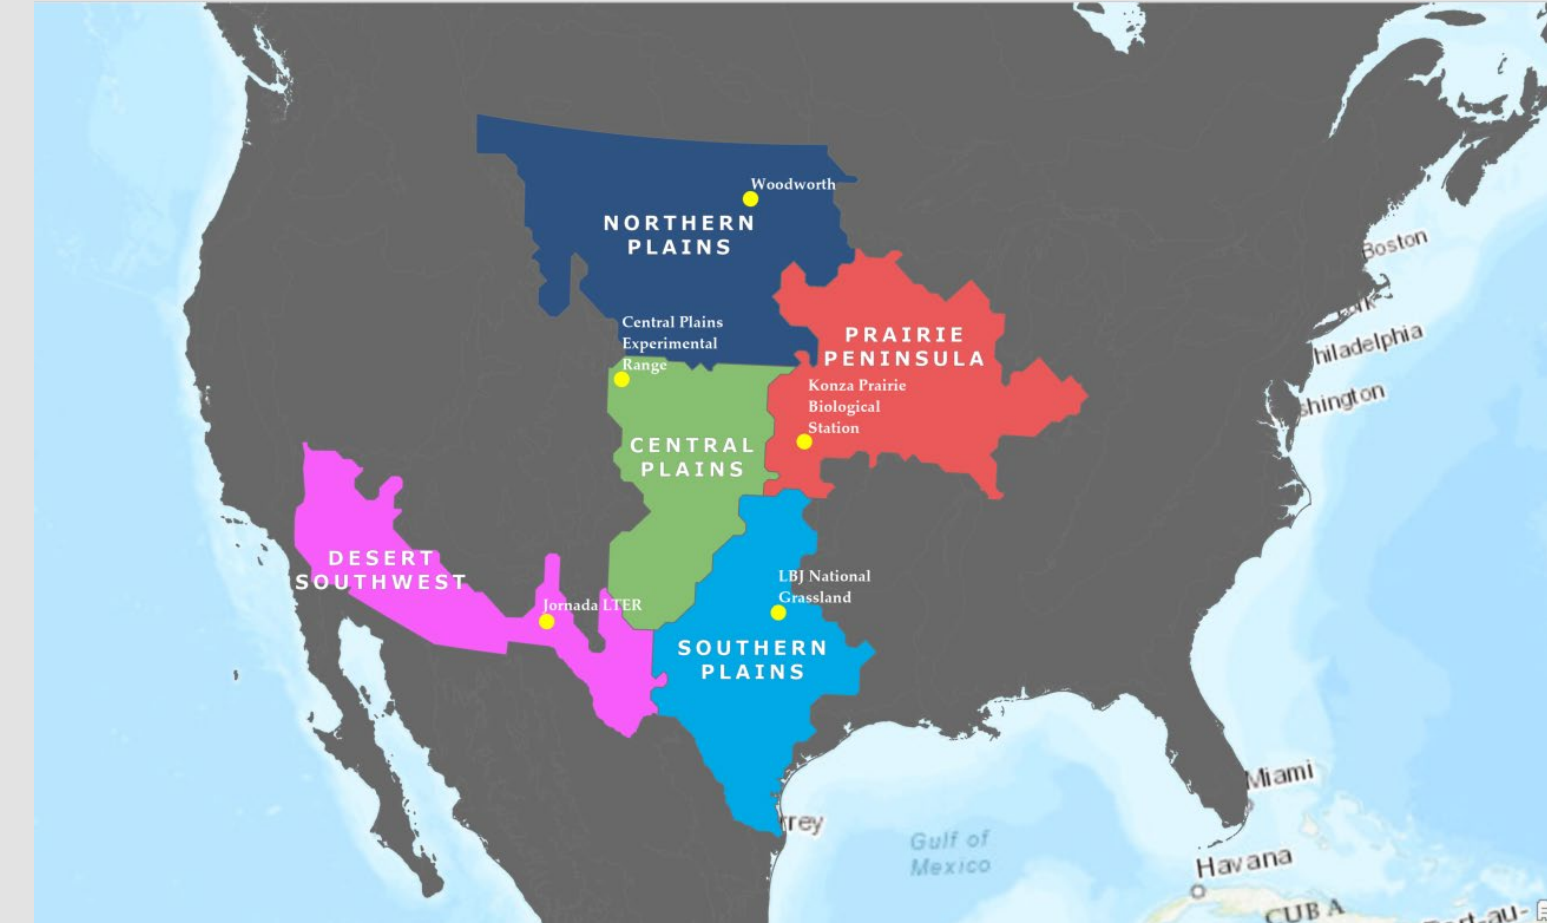 Woodworth
NORTHERN
PLAINS
Boston
Central Plains
Experimental
Range
PRAIRIE
PENINSULA
hiladelphia
Konza Prairie
Biological
Station
shington
CENTRAL
PLAINS
DESERT
SOUTHWEST
LBJ National
Grassland
Jornada LTER
SOUTHERN
PLAINS
Miami
rrey
Gulf of
Mexico
Havana
CUBA